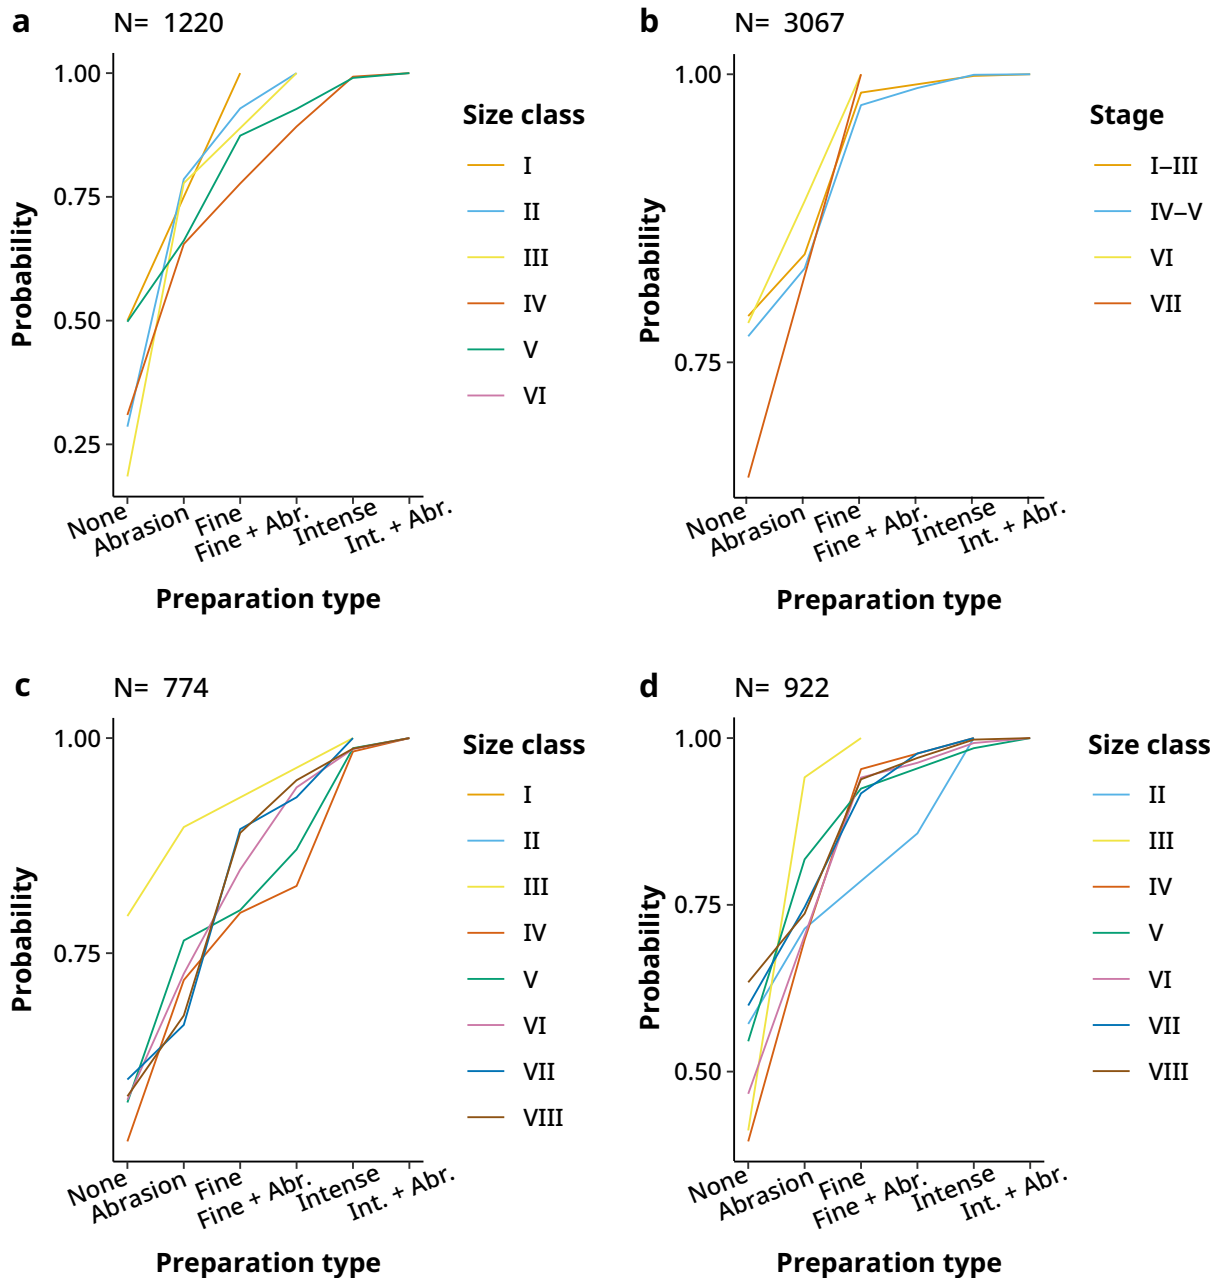 a N= 1220
1.00
0.75
0.50
0.25
Probability
None
Abrasion
Fine
Fine + Abr.
Intense
Int. + Abr.
Preparation type
Size class
I
II
III
IV
V
VI
b N= 3067
1.00
0.75
Probability
None
Abrasion
Fine
Fine + Abr.
Intense
Int. + Abr.
Preparation type
Stage
I–III
IV–V
VI
VII
c N= 774
1.00
0.75
Probability
None
Abrasion
Fine
Fine + Abr.
Intense
Int. + Abr.
Preparation type
Size class
I
II
III
IV
V
VI
VII
VIII
d N= 922
1.00
0.75
0.50
Probability
None
Abrasion
Fine
Fine + Abr.
Intense
Int. + Abr.
Preparation type
Size class
II
III
IV
V
VI
VII
VIII